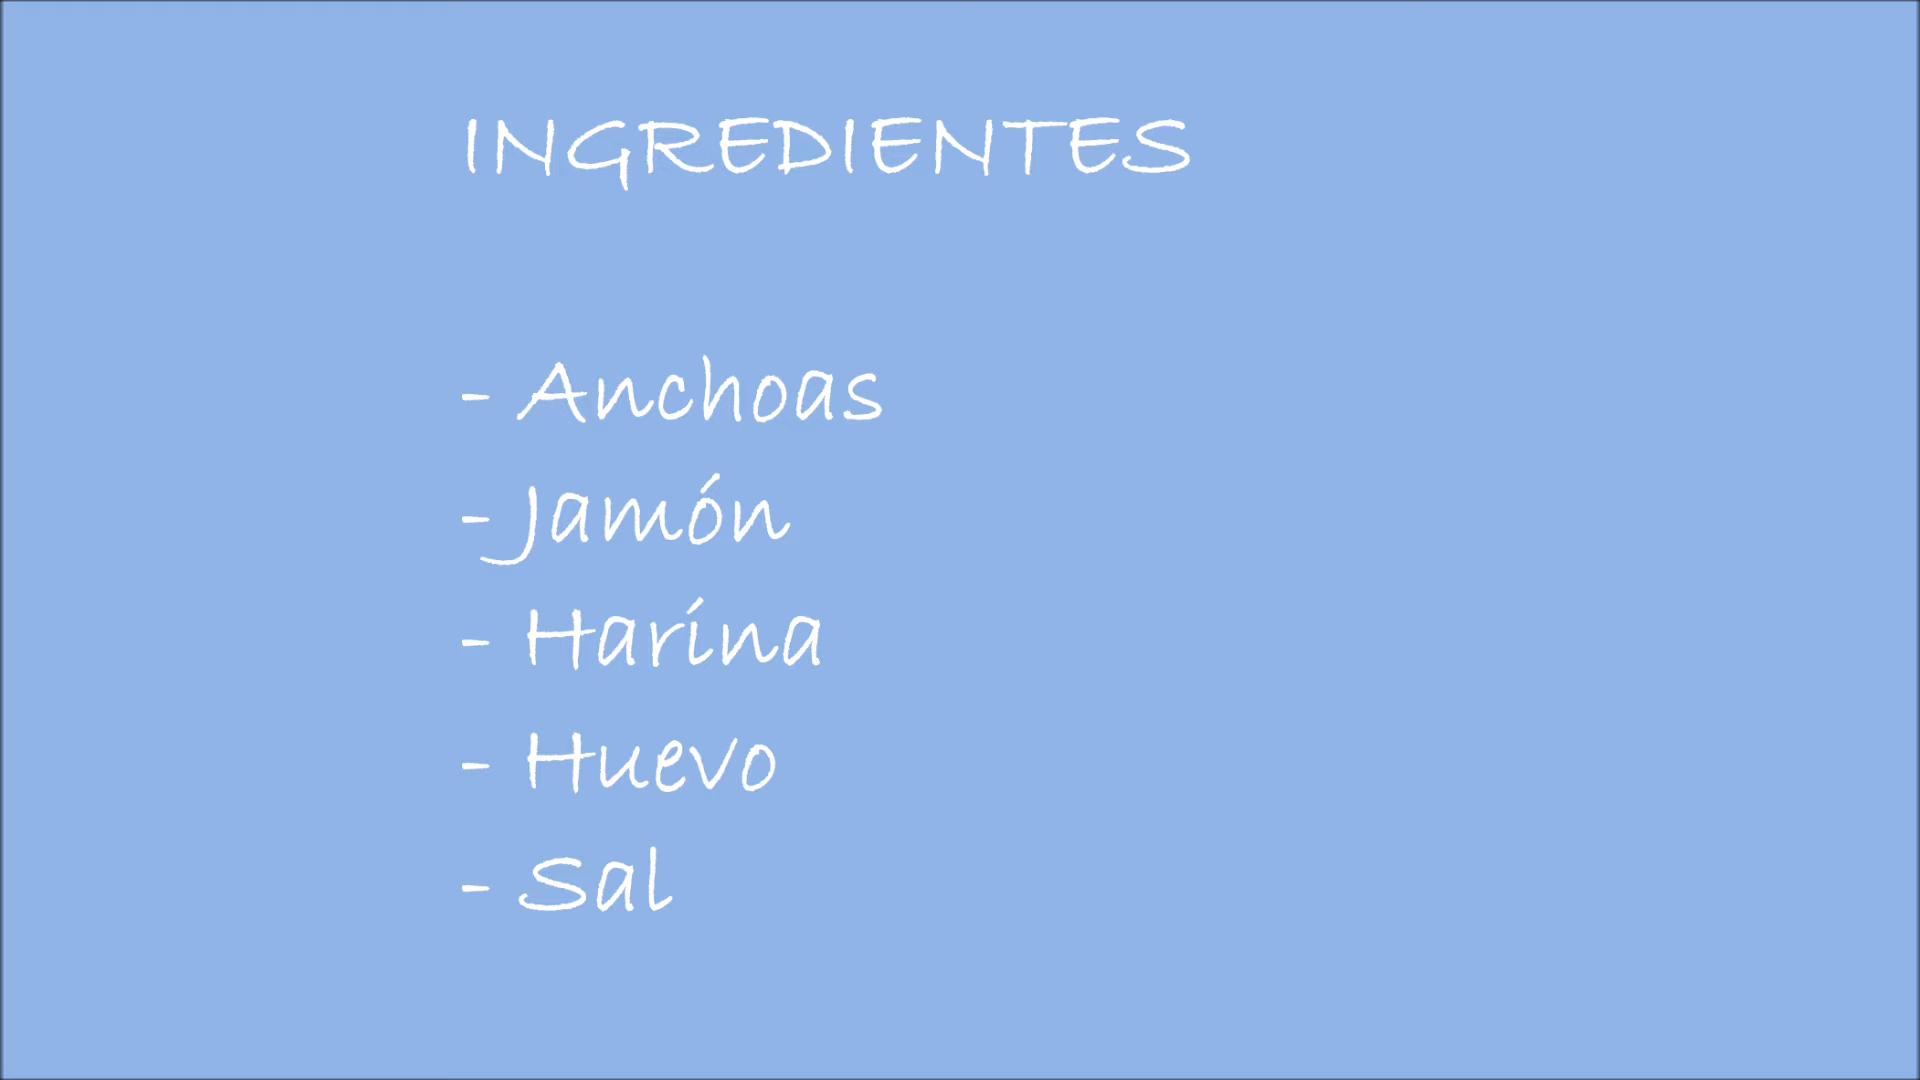 INGREDIENTES
- Anchoas
- Jamón
- Harina
- Huevo
- Sal